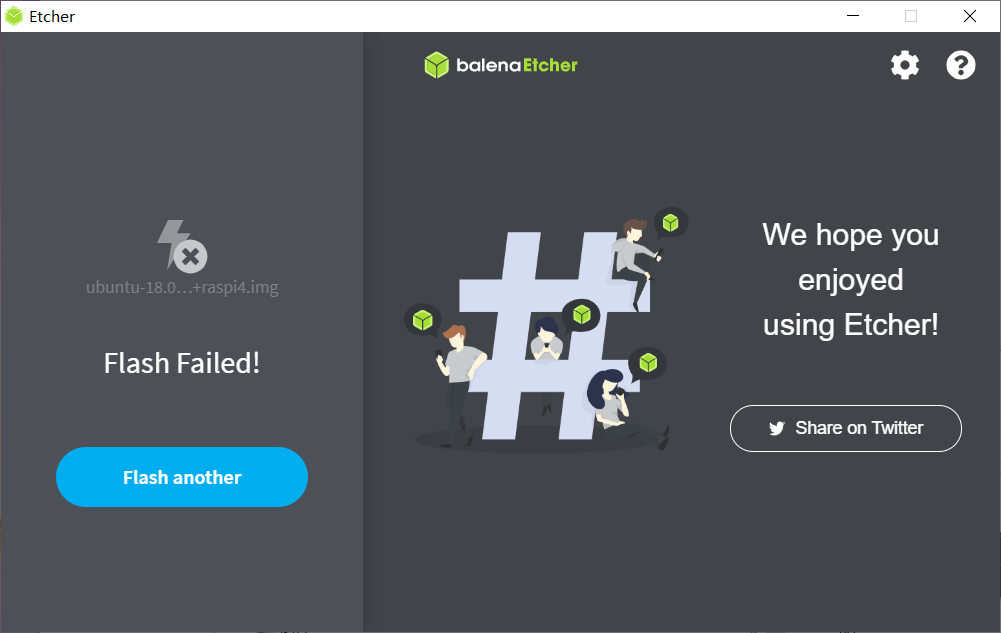 Etcher
balenaEtcher
ubuntu-18.0…+raspi4.img
Flash Failed!
Flash another
We hope you
enjoyed
using Etcher!
Share on Twitter